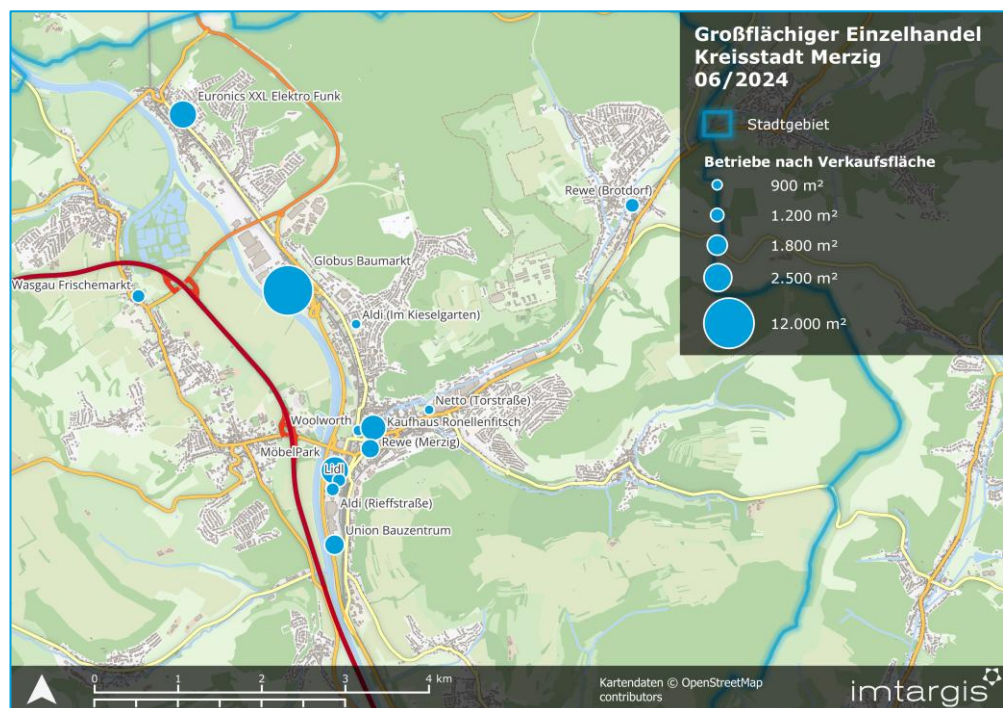 Großflächiger Einzelhandel
Kreisstadt Merzig
06/2024
Stadtgebiet
Betriebe nach Verkaufsfläche
900 m²
1.200 m²
1.800 m²
2.500 m²
12.000 m²
Euronics XXL Elektro Funk
Rewe (Brotdorf)
Globus Baumarkt
Wasgau Frischemarkt
Aldi (Im Kieselgarten)
Netto (Torstraße)
Woolworth
Kaufhaus Ronellenfitsch
Rewe (Merzig)
MöbelPark
Lidl
Aldi (Rieffstraße)
Union Bauzentrum
0 1 2 3 4 km
Kartendaten © OpenStreetMap
contributors
imtargis